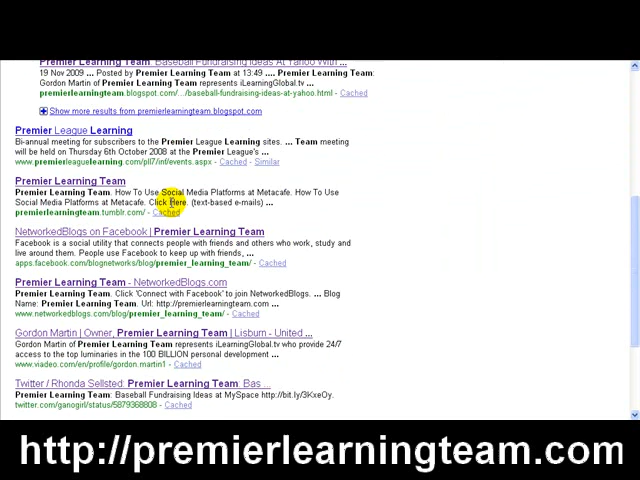 Premier Learning Team: Baseball Fundraising Ideas At Yahoo With ...
19 Nov 2009 ... Posted by Premier Learning Team at 13:49 .... Premier Learning Team:
Gordon Martin of Premier Learning Team represents iLearningGlobal.tv
premierlearningteam.blogspot.com/.../baseball-fundraising-ideas-at-yahoo.html - Cached
Show more results from premierlearningteam.blogspot.com
Premier League Learning
Bi-annual meeting for subscribers to the Premier League Learning sites. ... Team meeting
will be held on Thursday 6th October 2008 at the Premier League's ...
www.premierleaguelearning.com/pll7/inf/events.aspx - Cached - Similar
Premier Learning Team
Premier Learning Team. How To Use Social Media Platforms at Metacafe. How To Use
Social Media Platforms at Metacafe. Click Here. (text-based e-mails) ...
premierlearningteam.tumblr.com/ - Cached
NetworkedBlogs on Facebook | Premier Learning Team
Facebook is a social utility that connects people with friends and others who work, study and
live around them. People use Facebook to keep up with friends, ...
apps.facebook.com/blognetworks/blog/premier_learning_team/ - Cached
Premier Learning Team - NetworkedBlogs.com
Premier Learning Team. Click 'Connect with Facebook' to join NetworkedBlogs. ... Blog
Name: Premier Learning Team. Url: http://premierlearningteam.com ...
www.networkedblogs.com/blog/premier_learning_team/ - Cached
Gordon Martin | Owner, Premier Learning Team | Lisburn - United ...
Gordon Martin of Premier Learning Team represents iLearningGlobal.tv who provide 24/7
access to the top luminaries in the 100 BILLION personal development ...
www.viadeo.com/en/profile/gordon.martin1 - Cached
Twitter / Rhonda Sellsted: Premier Learning Team: Bas ...
Premier Learning Team: Baseball Fundraising Ideas at MySpace http://bit.ly/3KxeOy.
twitter.com/ganogirl/status/5879368808 - Cached
http://premierlearningteam.com